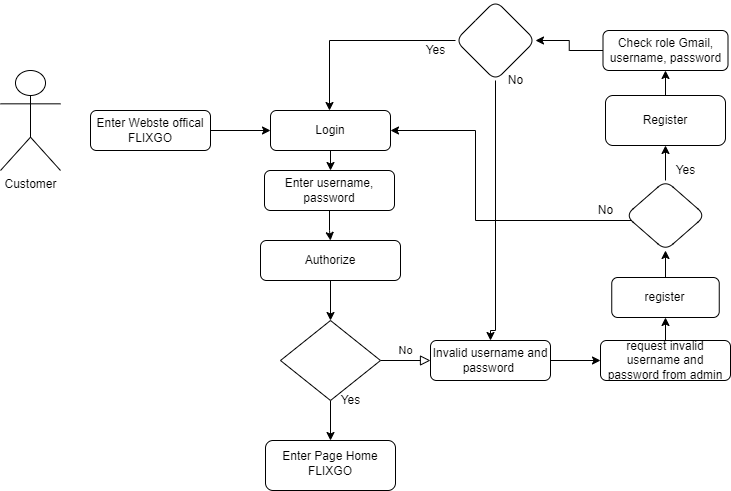 Yes
No
Check role Gmail,
username, password
Enter Webste offical
FLIXGO
Login
Register
Customer
Enter username,
password
Yes
No
Authorize
register
No
Invalid username and
password
request invalid
username and
password from admin
Yes
Enter Page Home
FLIXGO